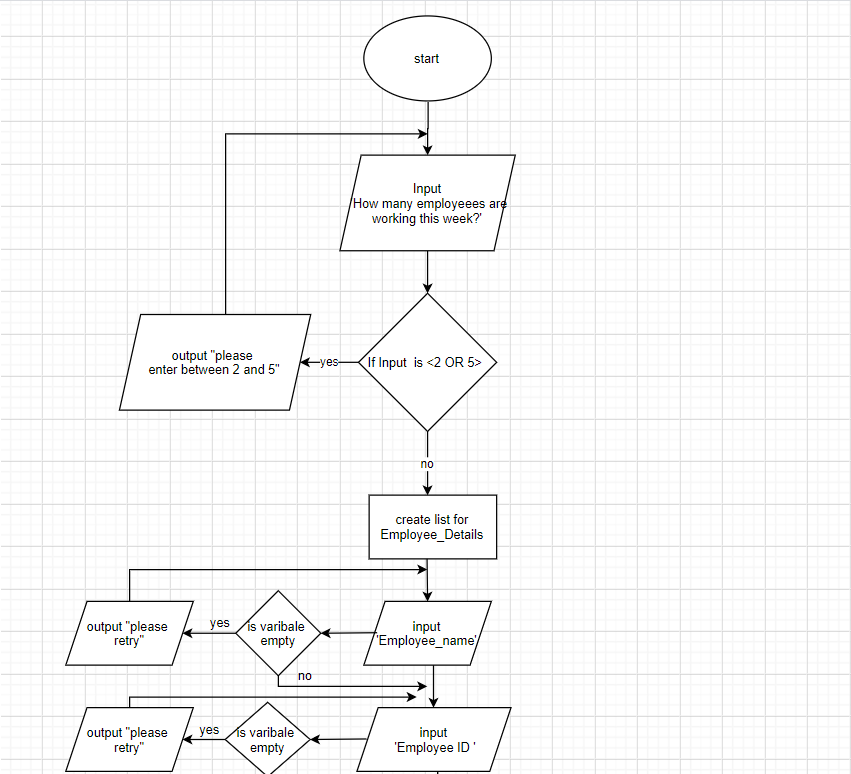 start
Input
'How many employeees are
working this week?'
If Input  is <2 OR 5>
yes
output "please
enter between 2 and 5"
no
create list for
Employee_Details
input
'Employee_name'
is varibale
empty
yes
output "please
retry"
no
input
'Employee ID '
is varibale
empty
yes
output "please
retry"